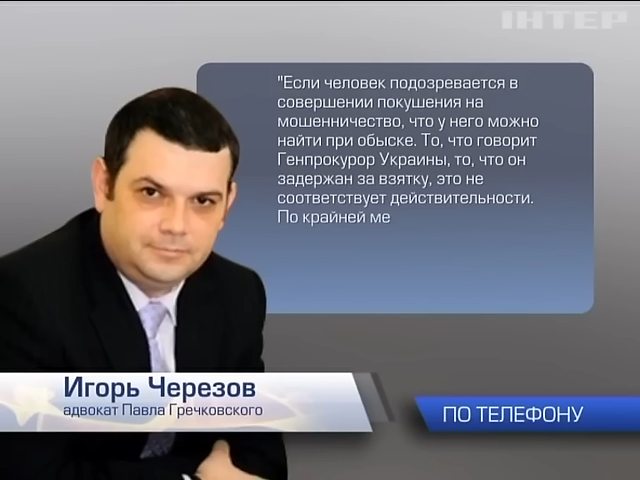 ІНТЕР
"Если человек подозревается в
совершении покушения на
мошенничество, что у него можно
найти при обыске. То, что говорит
Генпрокурор Украины, то, что он
задержан за взятку, это не
соответствует действительности.
По крайней ме
Игорь Черезов
адвокат Павла Гречковского
ПО ТЕЛЕФОНУ